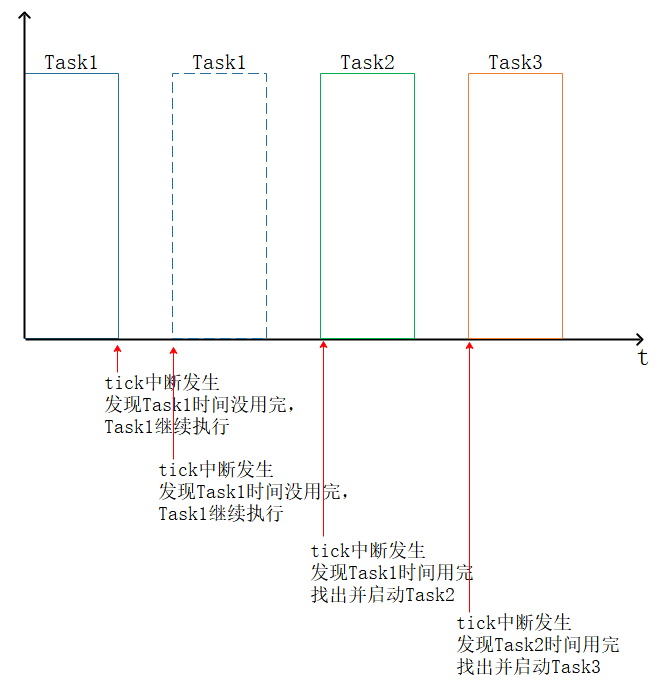 Task1
Task1
Task2
Task3
t
tick中断发生
发现Task1时间没用完,
Task1继续执行
tick中断发生
发现Task1时间没用完,
Task1继续执行
tick中断发生
发现Task1时间用完
找出并启动Task2
tick中断发生
发现Task2时间用完
找出并启动Task3